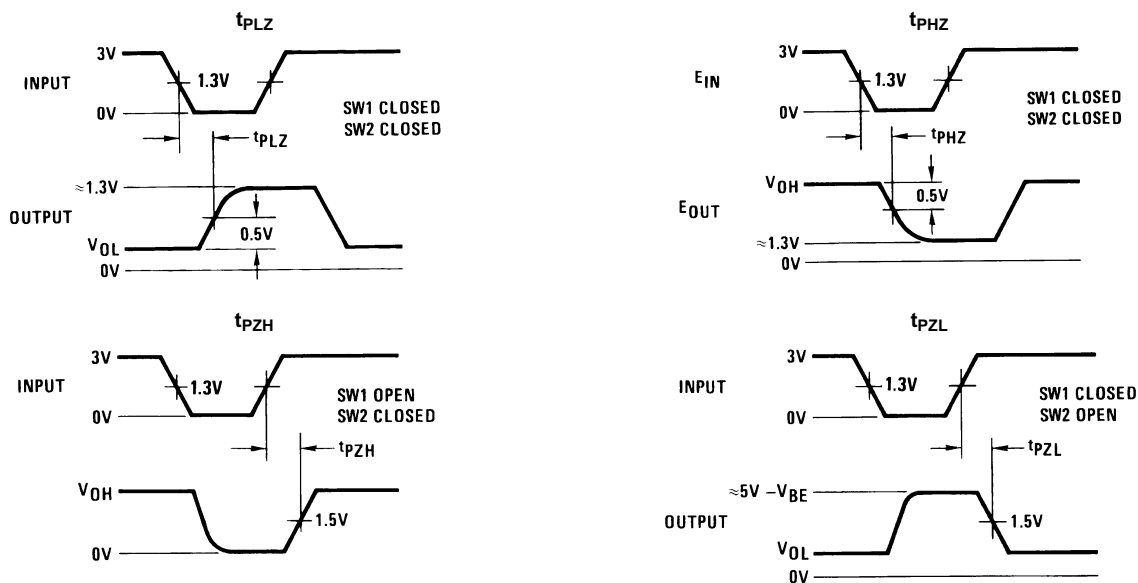 tPLZ
3V
INPUT
1.3V
0V
SW1 CLOSED
SW2 CLOSED
tPLZ
≈1.3V
OUTPUT
0.5V
VOL
0V
tPHZ
3V
EIN
1.3V
0V
SW1 CLOSED
SW2 CLOSED
tPHZ
VOH
0.5V
EOUT
≈1.3V
0V
tPZH
3V
INPUT
1.3V
0V
SW1 OPEN
SW2 CLOSED
tPZH
VOH
1.5V
0V
tPZL
3V
INPUT
1.3V
0V
SW1 CLOSED
SW2 OPEN
tPZL
≈5V –VBE
OUTPUT
1.5V
VOL
0V